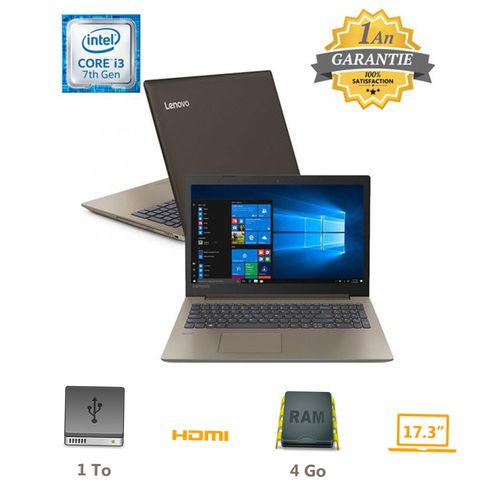 intel
CORE i3
7th Gen
1 An
GARANTIE
100%
SATISFACTION
Lenovo
Lenovo
RAM
HDMI
17.3"
1 To
4 Go